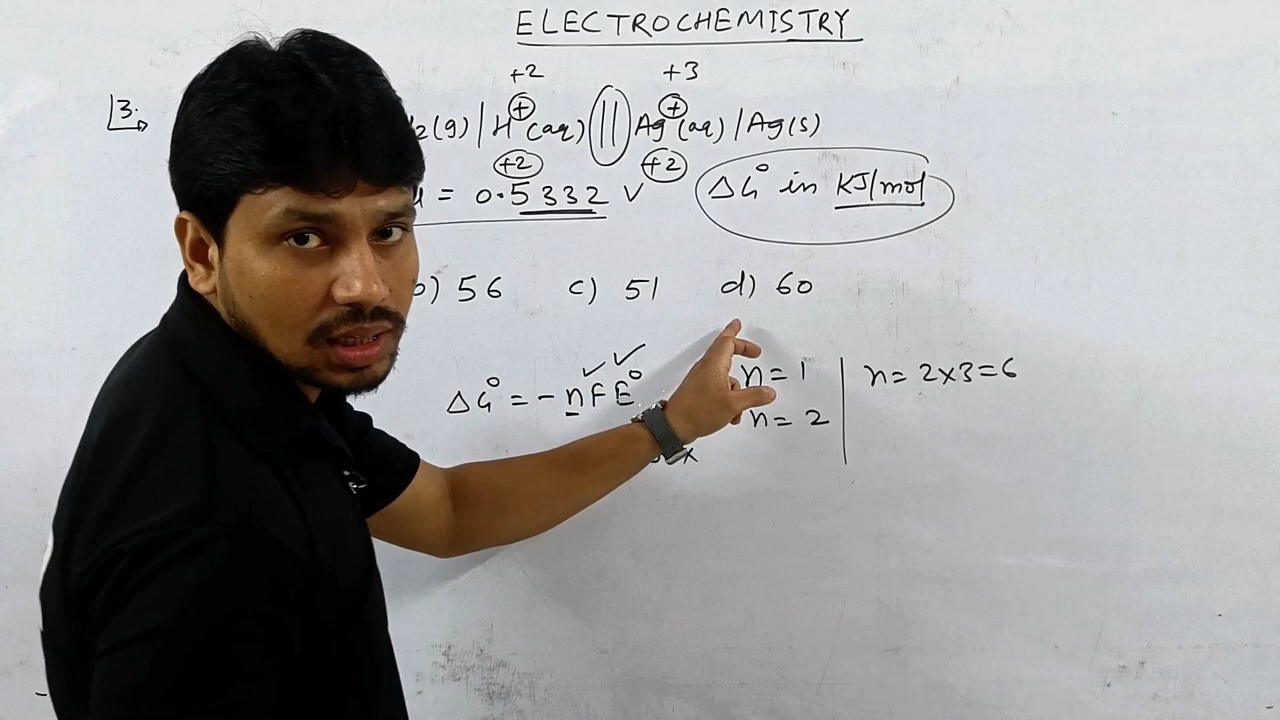 ELECTROCHEMISTRY
+2 +3
3. 2(g) | H⁺(aq) || Ag⁺(aq) | Ag(s)
+2 +2
= 0.5332 V ΔG° in KJ/mol
b) 56 c) 51 d) 60
ΔG° = - nFE° n = 1 n = 2×3 = 6
n = 2
x